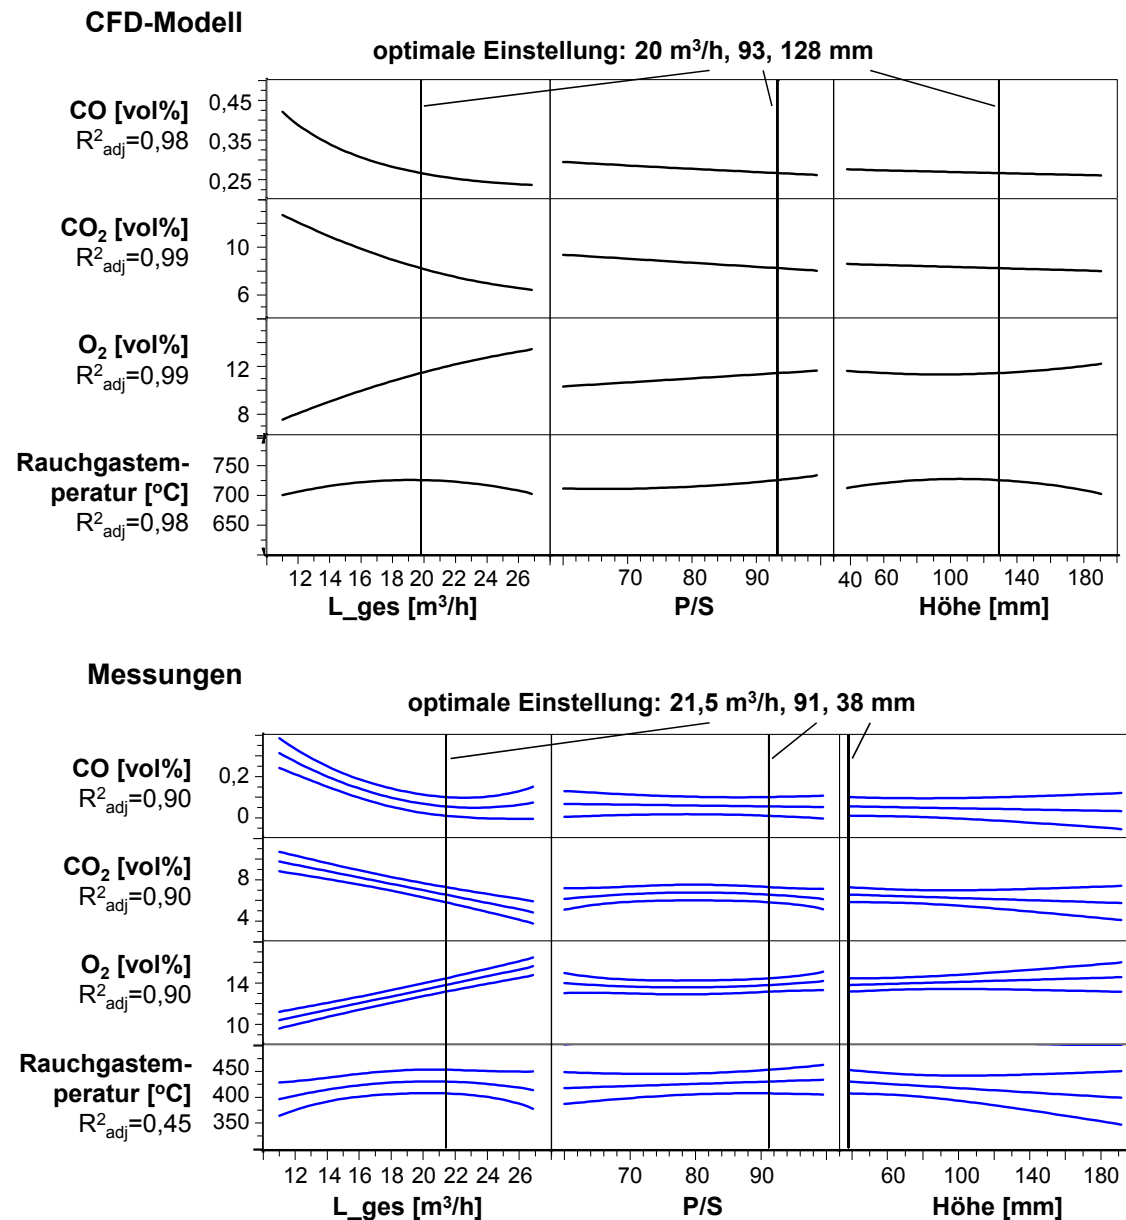 CFD-Modell
optimale Einstellung: 20 m³/h, 93, 128 mm
CO [vol%]
R²adj=0,98
0,45
0,35
0,25
CO₂ [vol%]
R²adj=0,99
10
6
O₂ [vol%]
R²adj=0,99
12
8
Rauchgastem-
peratur [°C]
R²adj=0,98
750
700
650
12 14 16 18 20 22 24 26 70 80 90 40 60 100 140 180
L_ges [m³/h] P/S Höhe [mm]
Messungen
optimale Einstellung: 21,5 m³/h, 91, 38 mm
CO [vol%]
R²adj=0,90
0,2
0
CO₂ [vol%]
R²adj=0,90
8
4
O₂ [vol%]
R²adj=0,90
14
10
Rauchgastem-
peratur [°C]
R²adj=0,45
450
400
350
12 14 16 18 20 22 24 26 70 80 90 60 100 140 180
L_ges [m³/h] P/S Höhe [mm]